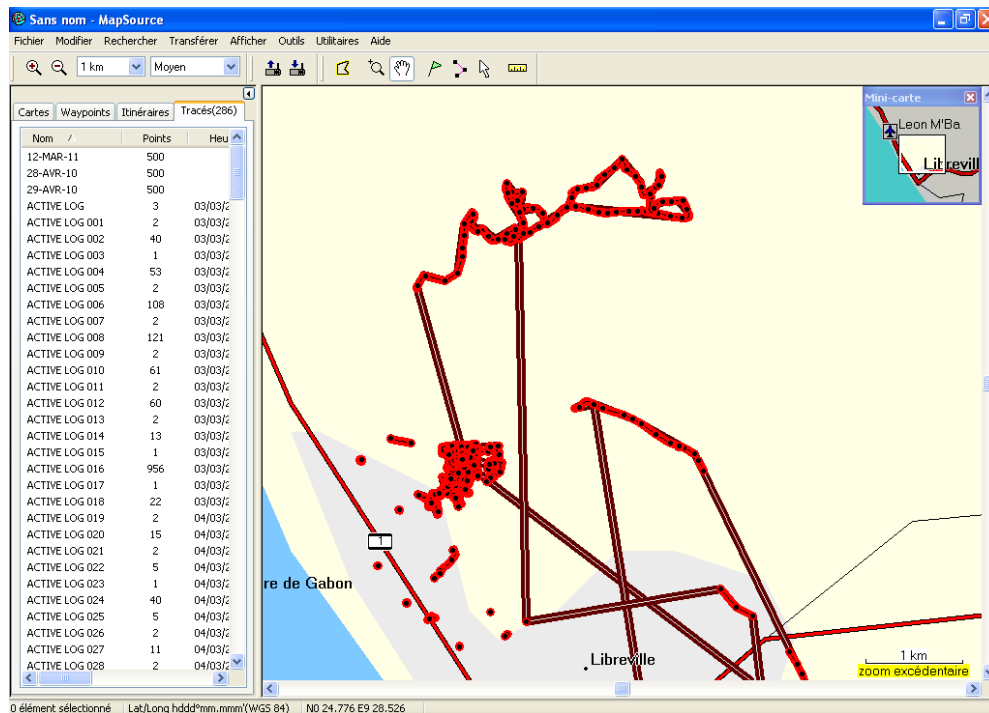 Sans nom - MapSource
Fichier Modifier Rechercher Transférer Afficher Outils Utilitaires Aide
1 km Moyen
Cartes Waypoints Itinéraires Tracés(286)
Nom Points Heu
12-MAR-11 500
28-AVR-10 500
29-AVR-10 500
ACTIVE LOG 3 03/03/2
ACTIVE LOG 001 2 03/03/2
ACTIVE LOG 002 40 03/03/2
ACTIVE LOG 003 1 03/03/2
ACTIVE LOG 004 53 03/03/2
ACTIVE LOG 005 2 03/03/2
ACTIVE LOG 006 108 03/03/2
ACTIVE LOG 007 2 03/03/2
ACTIVE LOG 008 121 03/03/2
ACTIVE LOG 009 2 03/03/2
ACTIVE LOG 010 61 03/03/2
ACTIVE LOG 011 2 03/03/2
ACTIVE LOG 012 60 03/03/2
ACTIVE LOG 013 2 03/03/2
ACTIVE LOG 014 13 03/03/2
ACTIVE LOG 015 1 03/03/2
ACTIVE LOG 016 956 03/03/2
ACTIVE LOG 017 1 03/03/2
ACTIVE LOG 018 22 03/03/2
ACTIVE LOG 019 2 04/03/2
ACTIVE LOG 020 15 04/03/2
ACTIVE LOG 021 2 04/03/2
ACTIVE LOG 022 5 04/03/2
ACTIVE LOG 023 1 04/03/2
ACTIVE LOG 024 40 04/03/2
ACTIVE LOG 025 5 04/03/2
ACTIVE LOG 026 2 04/03/2
ACTIVE LOG 027 11 04/03/2
ACTIVE LOG 028 2 04/03/2
Mini-carte
Leon M'Ba
Librevill
1
re de Gabon
Libreville
1 km
zoom excédentaire
0 élément sélectionné Lat/Long hddd°mm.mmm'(WGS 84) N0 24.776 E9 28.526